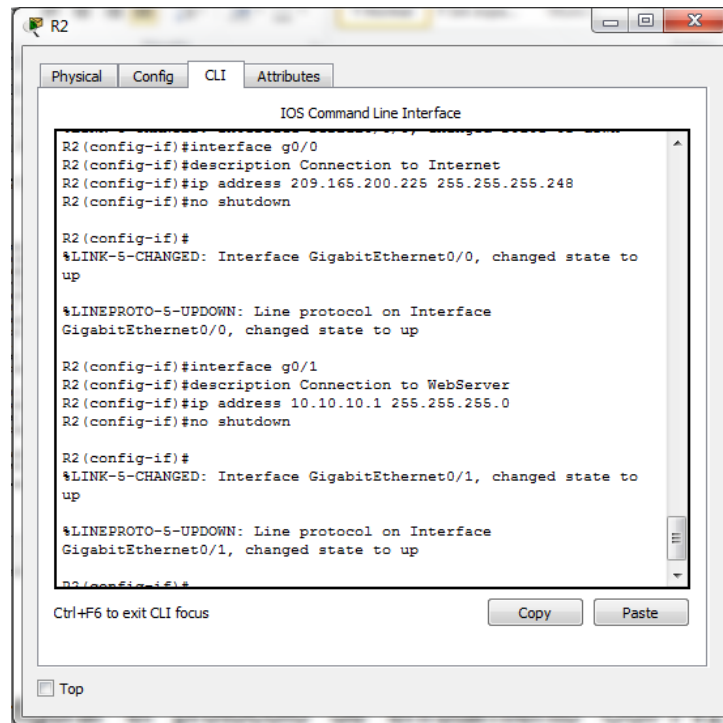 R2
Physical Config CLI Attributes
IOS Command Line Interface
R2(config-if)#interface g0/0
R2(config-if)#description Connection to Internet
R2(config-if)#ip address 209.165.200.225 255.255.255.248
R2(config-if)#no shutdown
R2(config-if)#
%LINK-5-CHANGED: Interface GigabitEthernet0/0, changed state to
up
%LINEPROTO-5-UPDOWN: Line protocol on Interface
GigabitEthernet0/0, changed state to up
R2(config-if)#interface g0/1
R2(config-if)#description Connection to WebServer
R2(config-if)#ip address 10.10.10.1 255.255.255.0
R2(config-if)#no shutdown
R2(config-if)#
%LINK-5-CHANGED: Interface GigabitEthernet0/1, changed state to
up
%LINEPROTO-5-UPDOWN: Line protocol on Interface
GigabitEthernet0/1, changed state to up
R2(config-if)#
Ctrl+F6 to exit CLI focus
Copy Paste
Top